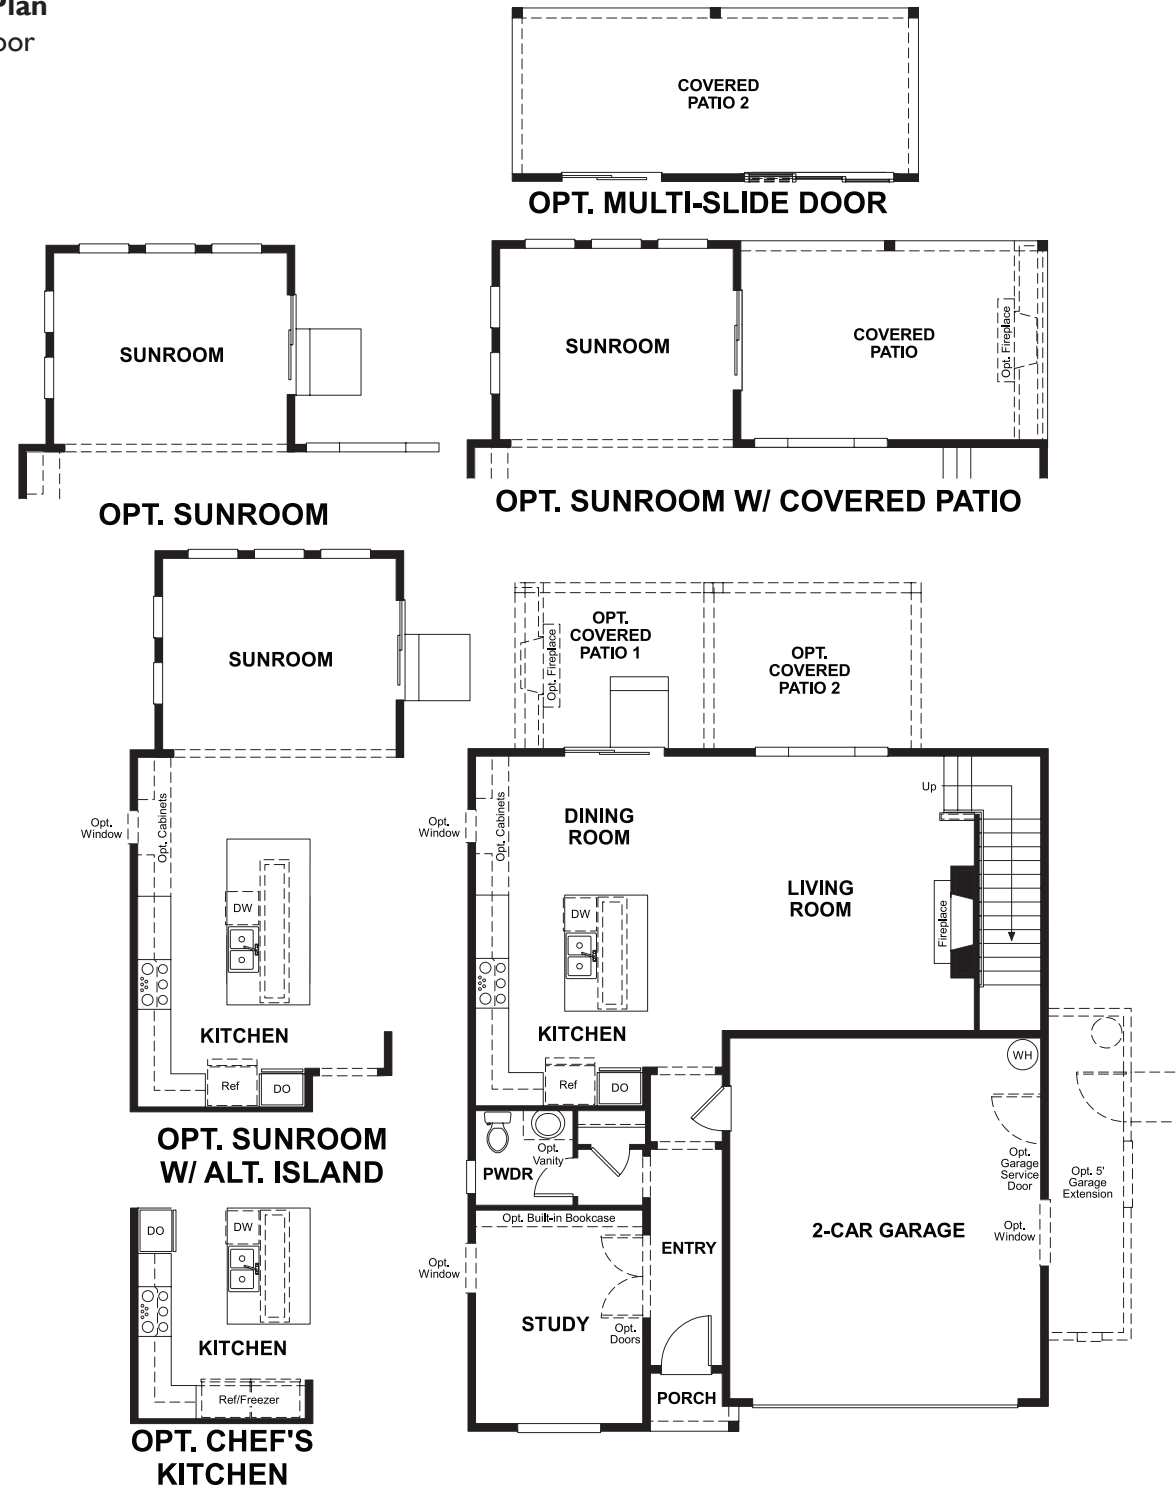 Plan
oor
COVERED
PATIO 2
OPT. MULTI-SLIDE DOOR
SUNROOM
OPT. SUNROOM
SUNROOM
COVERED
PATIO
Opt. Fireplace
OPT. SUNROOM W/ COVERED PATIO
SUNROOM
Opt.
Window
Opt. Cabinets
DW
KITCHEN
Ref
DO
OPT. SUNROOM
W/ ALT. ISLAND
DO
DW
KITCHEN
Ref/Freezer
OPT. CHEF'S
KITCHEN
OPT.
COVERED
PATIO 1
Opt. Fireplace
OPT.
COVERED
PATIO 2
Opt.
Window
Opt. Cabinets
DINING
ROOM
Up
LIVING
ROOM
Fireplace
DW
KITCHEN
Ref
DO
WH
Opt.
Vanity
PWDR
Opt.
Garage
Service
Door
Opt. 5'
Garage
Extension
Opt. Built-in Bookcase
Opt.
Window
ENTRY
2-CAR GARAGE
Opt.
Window
STUDY
Opt.
Doors
PORCH